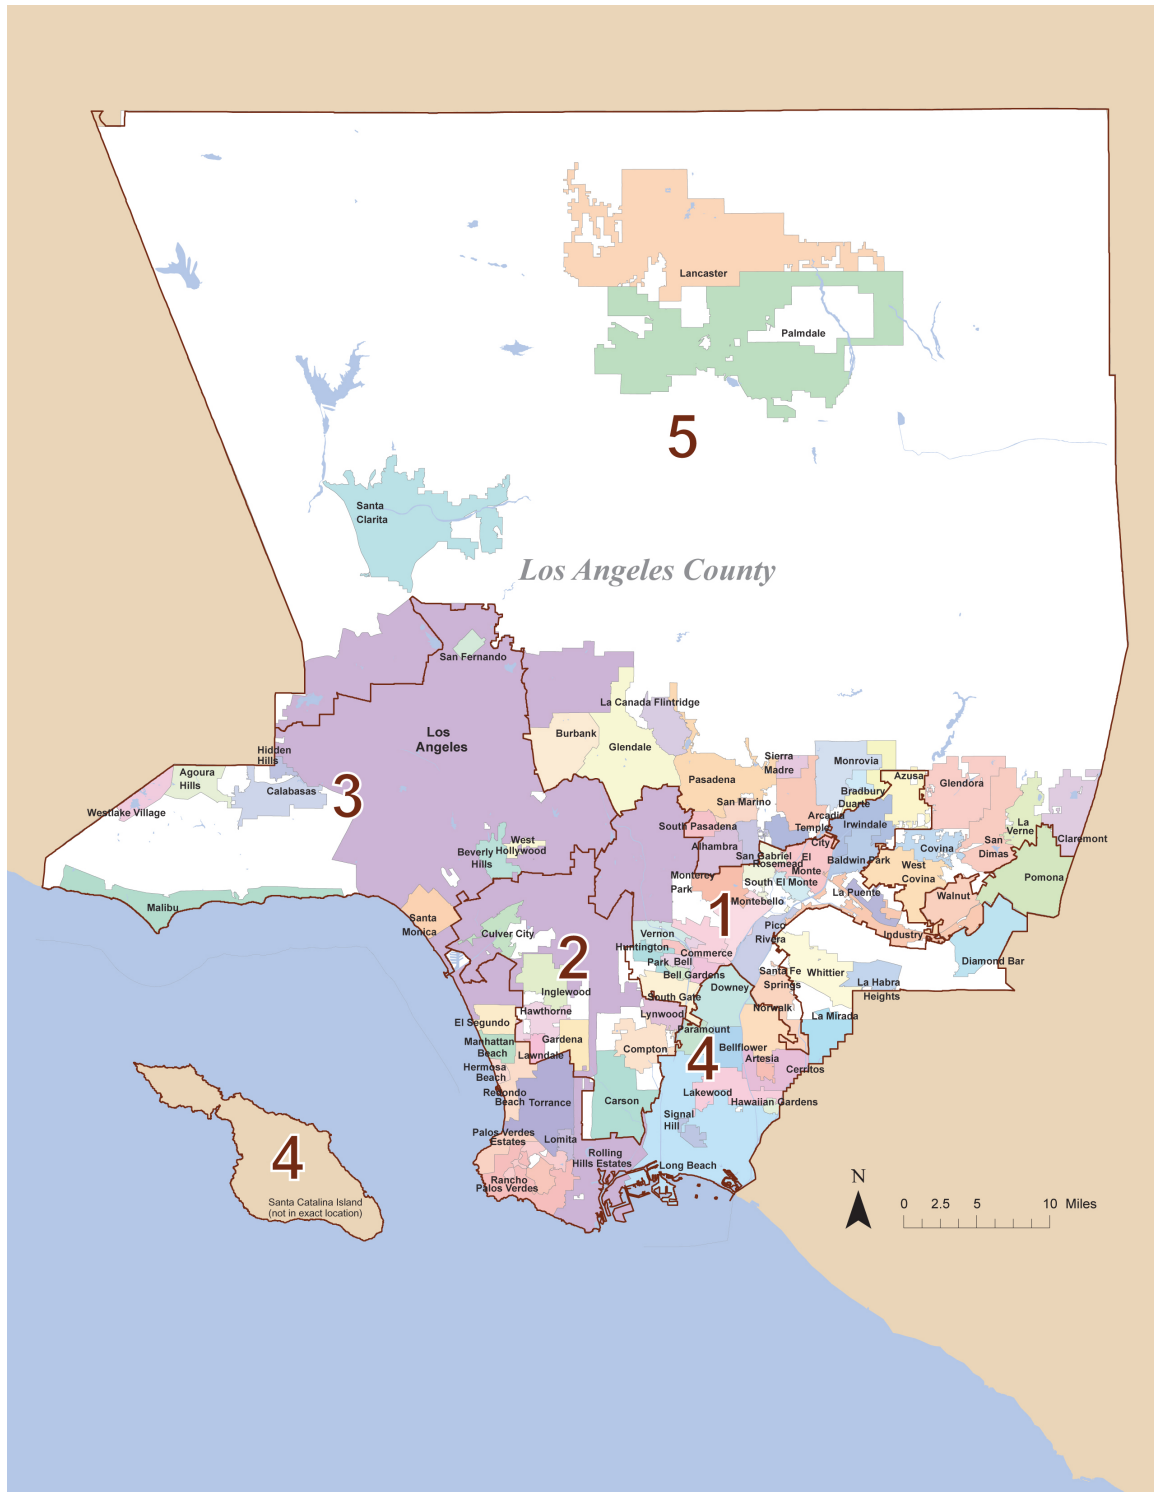 Lancaster
Palmdale
5
Santa
Clarita
Los Angeles County
San Fernando
La Canada Flintridge
Los
Angeles
Burbank
Glendale
Hidden
Hills
Agoura
Hills
Calabasas
3
Westlake Village
Sierra
Madre
Monrovia
Pasadena
Azusa
Glendora
Bradbury
Duarte
San Marino
Arcadia
Irwindale
South Pasadena
Temple
City
La
Verne
Claremont
West
Hollywood
Beverly
Hills
Alhambra
San Gabriel
Rosemead
El
Monte
Baldwin Park
Covina
San
Dimas
West
Covina
Monterey
Park
South El Monte
La Puente
Pomona
Walnut
Malibu
Santa
Monica
Montebello
1
Culver City
2
Vernon
Pico
Rivera
Industry
Huntington
Park
Commerce
Bell
Bell Gardens
Diamond Bar
Santa Fe
Springs
Whittier
La Habra
Heights
Inglewood
South Gate
Downey
Hawthorne
Lynwood
Norwalk
La Mirada
El Segundo
Paramount
Manhattan
Beach
Gardena
Lawndale
Compton
4
Bellflower
Artesia
Cerritos
Hermosa
Beach
Redondo
Beach
Torrance
Carson
Lakewood
Hawaiian Gardens
Signal
Hill
Palos Verdes
Estates
Lomita
Rolling
Hills Estates
Long Beach
Rancho
Palos Verdes
4
Santa Catalina Island
(not in exact location)
N
0 2.5 5 10 Miles